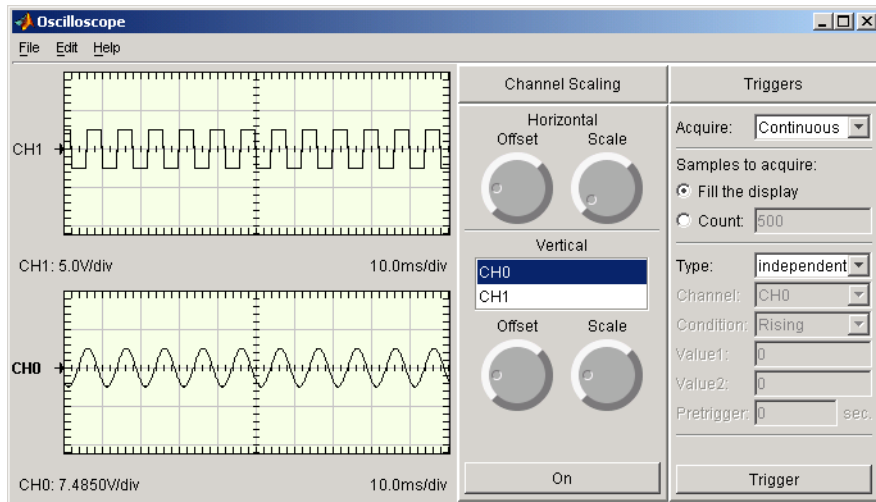 Oscilloscope
File Edit Help
CH1
CH1: 5.0V/div 10.0ms/div
CH0
CH0: 7.4850V/div 10.0ms/div
Channel Scaling
Horizontal
Offset Scale
Vertical
CH0
CH1
Offset Scale
On
Triggers
Acquire: Continuous
Samples to acquire:
Fill the display
Count: 500
Type: independent
Channel: CH0
Condition: Rising
Value1: 0
Value2: 0
Pretrigger: 0 sec.
Trigger